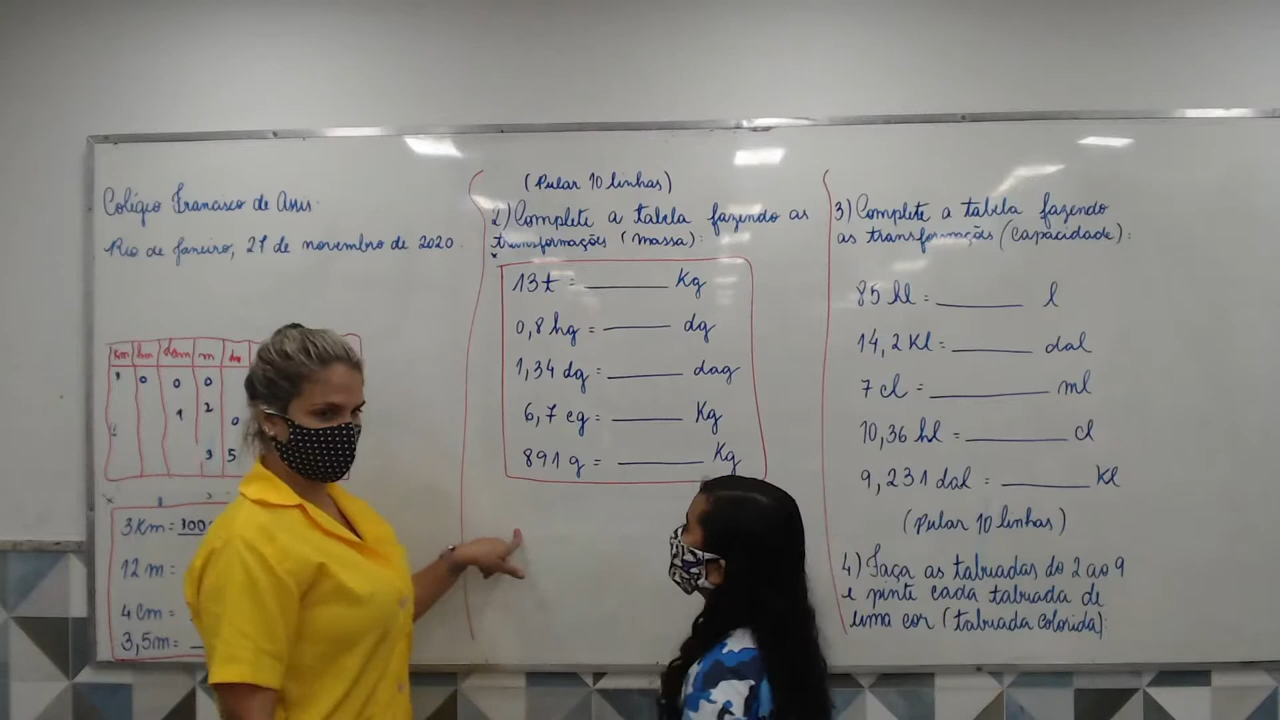 Colégio Francisco de Assis
Rio de Janeiro, 27 de novembro de 2020.
Km hm dam m
0 0 0
1 2 0
3 5
3Km = 100
12 m =
4 Cm =
3,5m =
(Pular 10 linhas)
2) Complete a tabela fazendo as
transformações (massa):
13t = ______ Kg
0,8 hg = ______ dg
1,34 dg = ______ dag
6,7 cg = ______ Kg
891 g = ______ Kg
3) Complete a tabela fazendo
as transformações (capacidade):
85 hl = ______ l
14,2 Kl = ______ dal
7 cl = ______ ml
10,36 hl = ______ cl
9,231 dal = ______ Kl
(Pular 10 linhas)
4) Faça as tabuadas do 2 ao 9
e pinte cada tabuada de
uma cor (tabuada colorida)